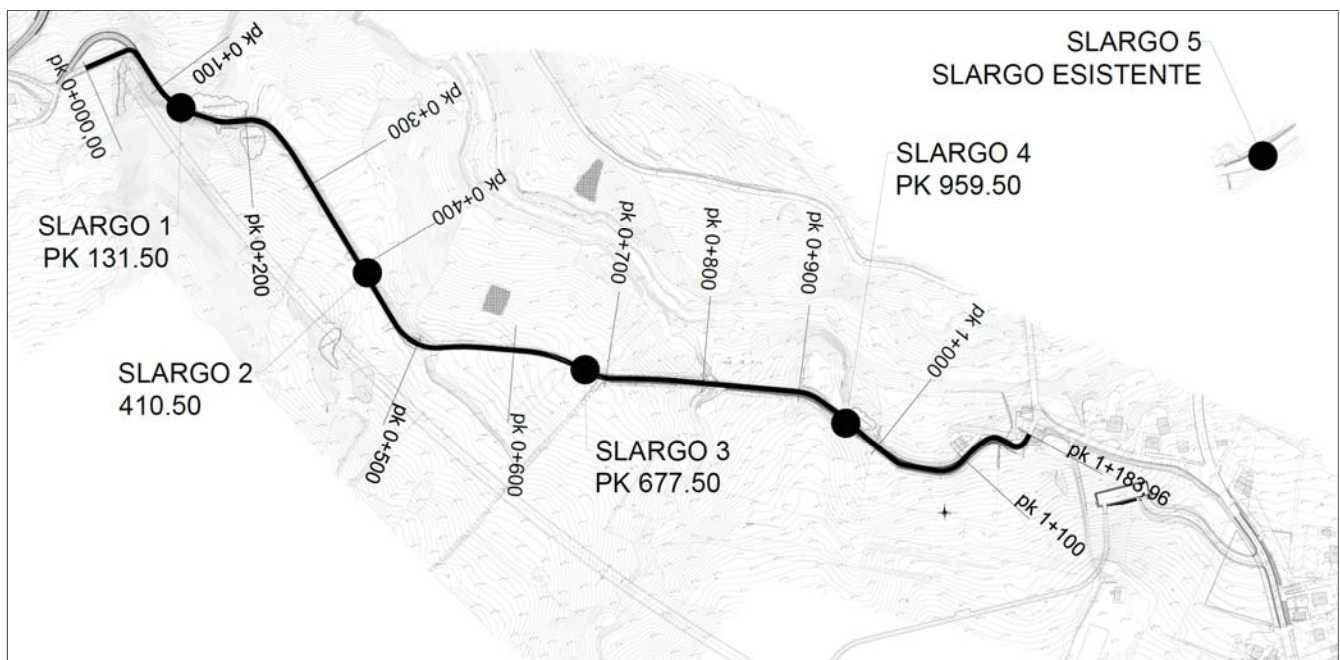 SLARGO 5
SLARGO ESISTENTE
pk 0+000,00
pk 0+100
pk 0+200
pk 0+300
pk 0+400
pk 0+500
pk 0+600
pk 0+700
pk 0+800
pk 0+900
pk 1+000
pk 1+100
pk 1+183,96
SLARGO 1
PK 131.50
SLARGO 2
410.50
SLARGO 3
PK 677.50
SLARGO 4
PK 959.50